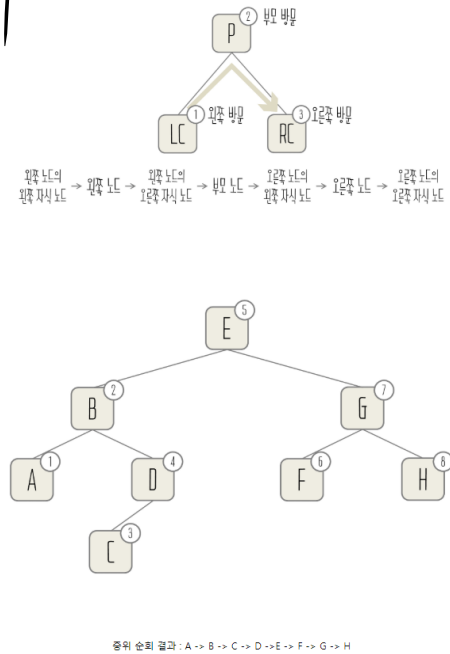 P
2 부모 방문
LC
1 왼쪽 방문
RC
3 오른쪽 방문
왼쪽 노드의
왼쪽 자식 노드
→ 왼쪽 노드 →
왼쪽 노드의
오른쪽 자식 노드
→ 부모 노드 →
오른쪽 노드의
왼쪽 자식 노드
→ 오른쪽 노드 →
오른쪽 노드의
오른쪽 자식 노드
E 5
B 2
G 7
A 1
D 4
F 6
H 8
C 3
중위 순회 결과 : A -> B -> C -> D ->E -> F -> G -> H